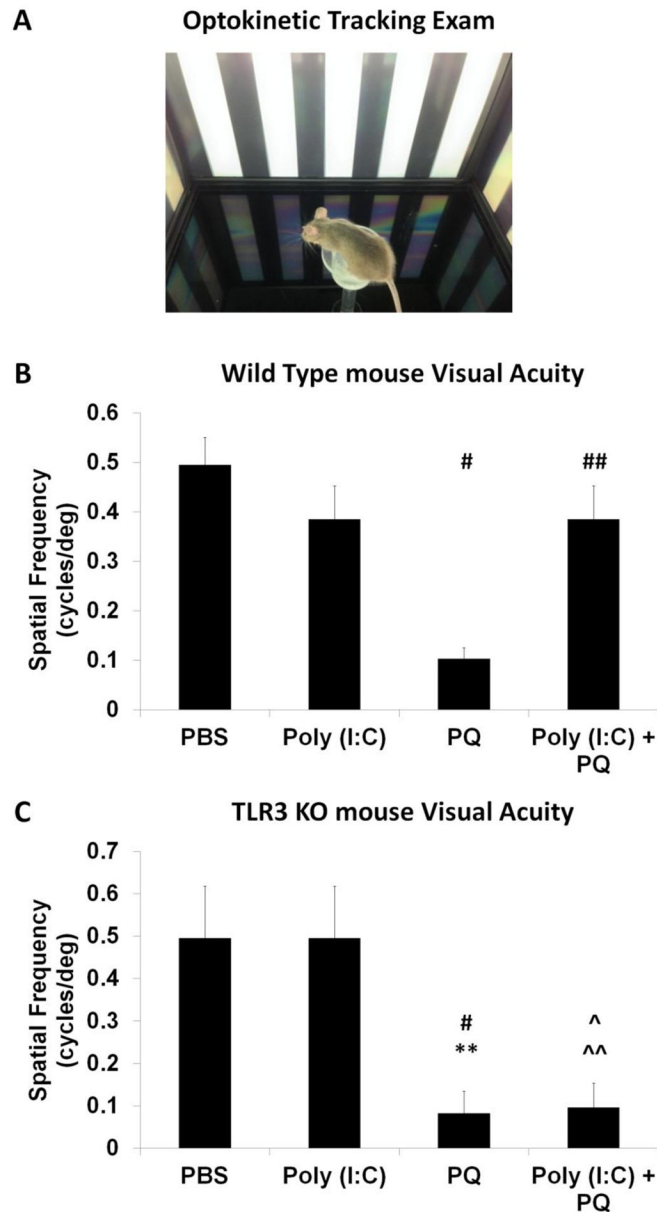 A
Optokinetic Tracking Exam
B
Wild Type mouse Visual Acuity
Spatial Frequency
(cycles/deg)
0.6
0.5
0.4
0.3
0.2
0.1
0
#
##
PBS
Poly (I:C)
PQ
Poly (I:C) +
PQ
C
TLR3 KO mouse Visual Acuity
Spatial Frequency
(cycles/deg)
0.7
0.6
0.5
0.4
0.3
0.2
0.1
0
#
**
^
^^
PBS
Poly (I:C)
PQ
Poly (I:C) +
PQ